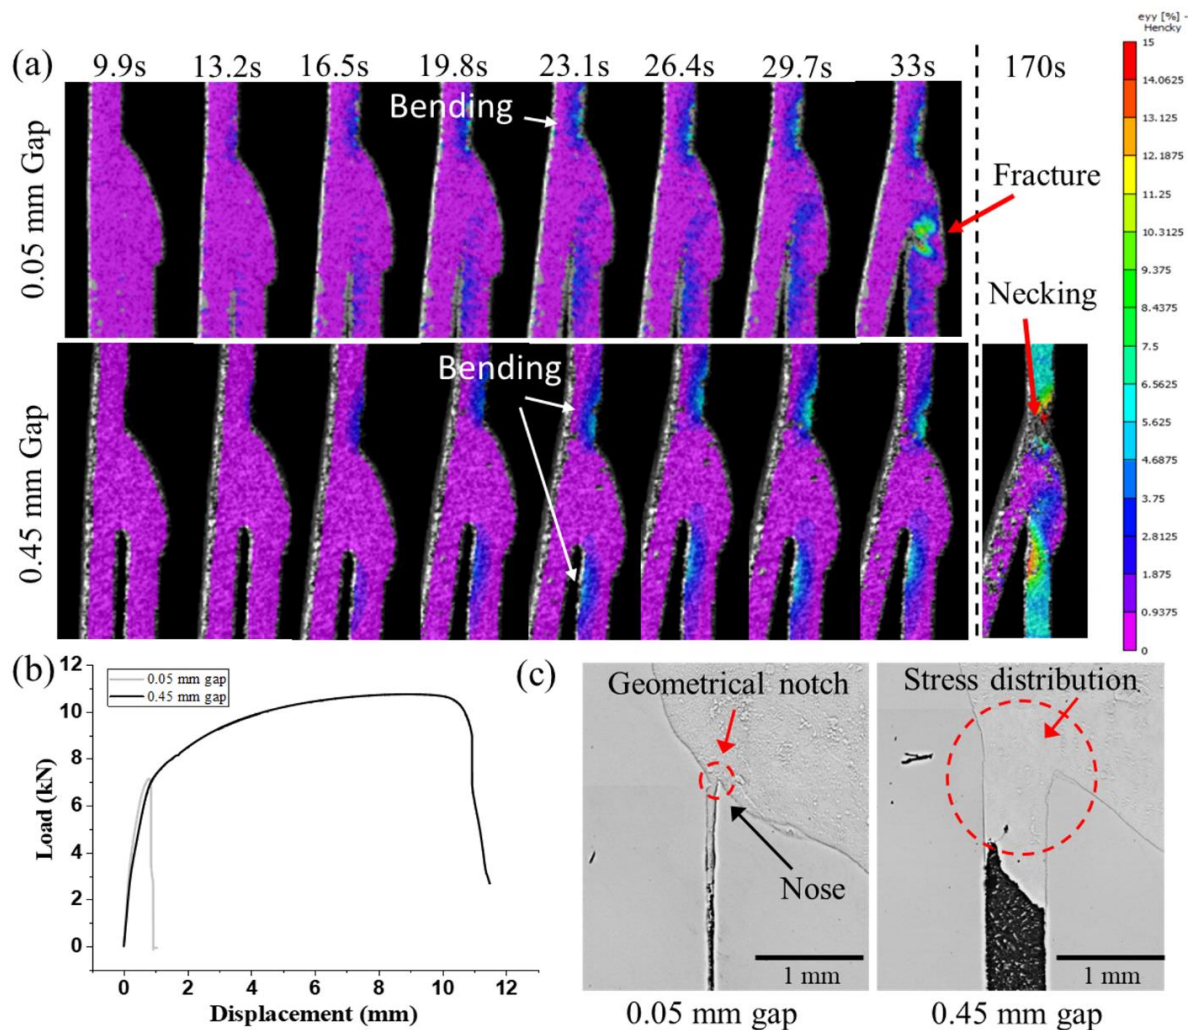 eyy [%] -
Hencky
(a)
9.9s 13.2s 16.5s 19.8s 23.1s 26.4s 29.7s 33s 170s
0.05 mm Gap
Bending
Fracture
Necking
0.45 mm Gap
Bending
15
14.0625
13.125
12.1875
11.25
10.3125
9.375
8.4375
7.5
6.5625
5.625
4.6875
3.75
2.8125
1.875
0.9375
0
(b)
0.05 mm gap
0.45 mm gap
Load (kN)
12
10
8
6
4
2
0
0 2 4 6 8 10 12
Displacement (mm)
(c)
Geometrical notch
Nose
1 mm
0.05 mm gap
Stress distribution
1 mm
0.45 mm gap